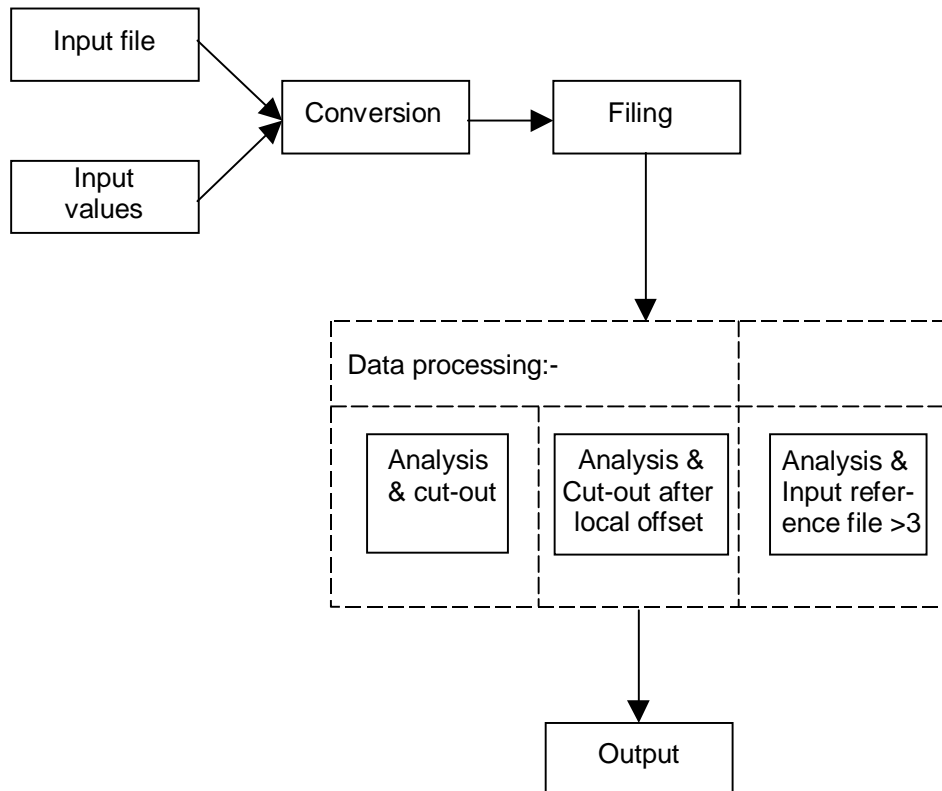 Input file
Conversion
Filing
Input
values
Data processing:-
Analysis
& cut-out
Analysis &
Cut-out after
local offset
Analysis &
Input refer-
ence file >3
Output